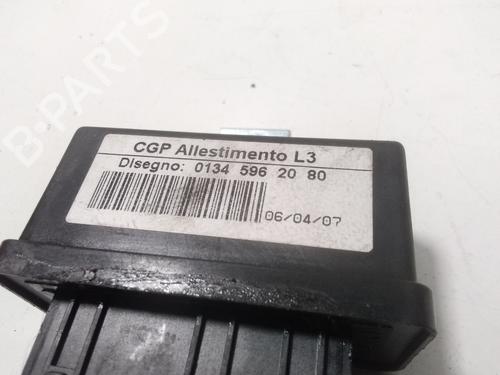 B-PARTS
CGP Allestimento L3
Disegno: 0134 596 20 80
06/04/07